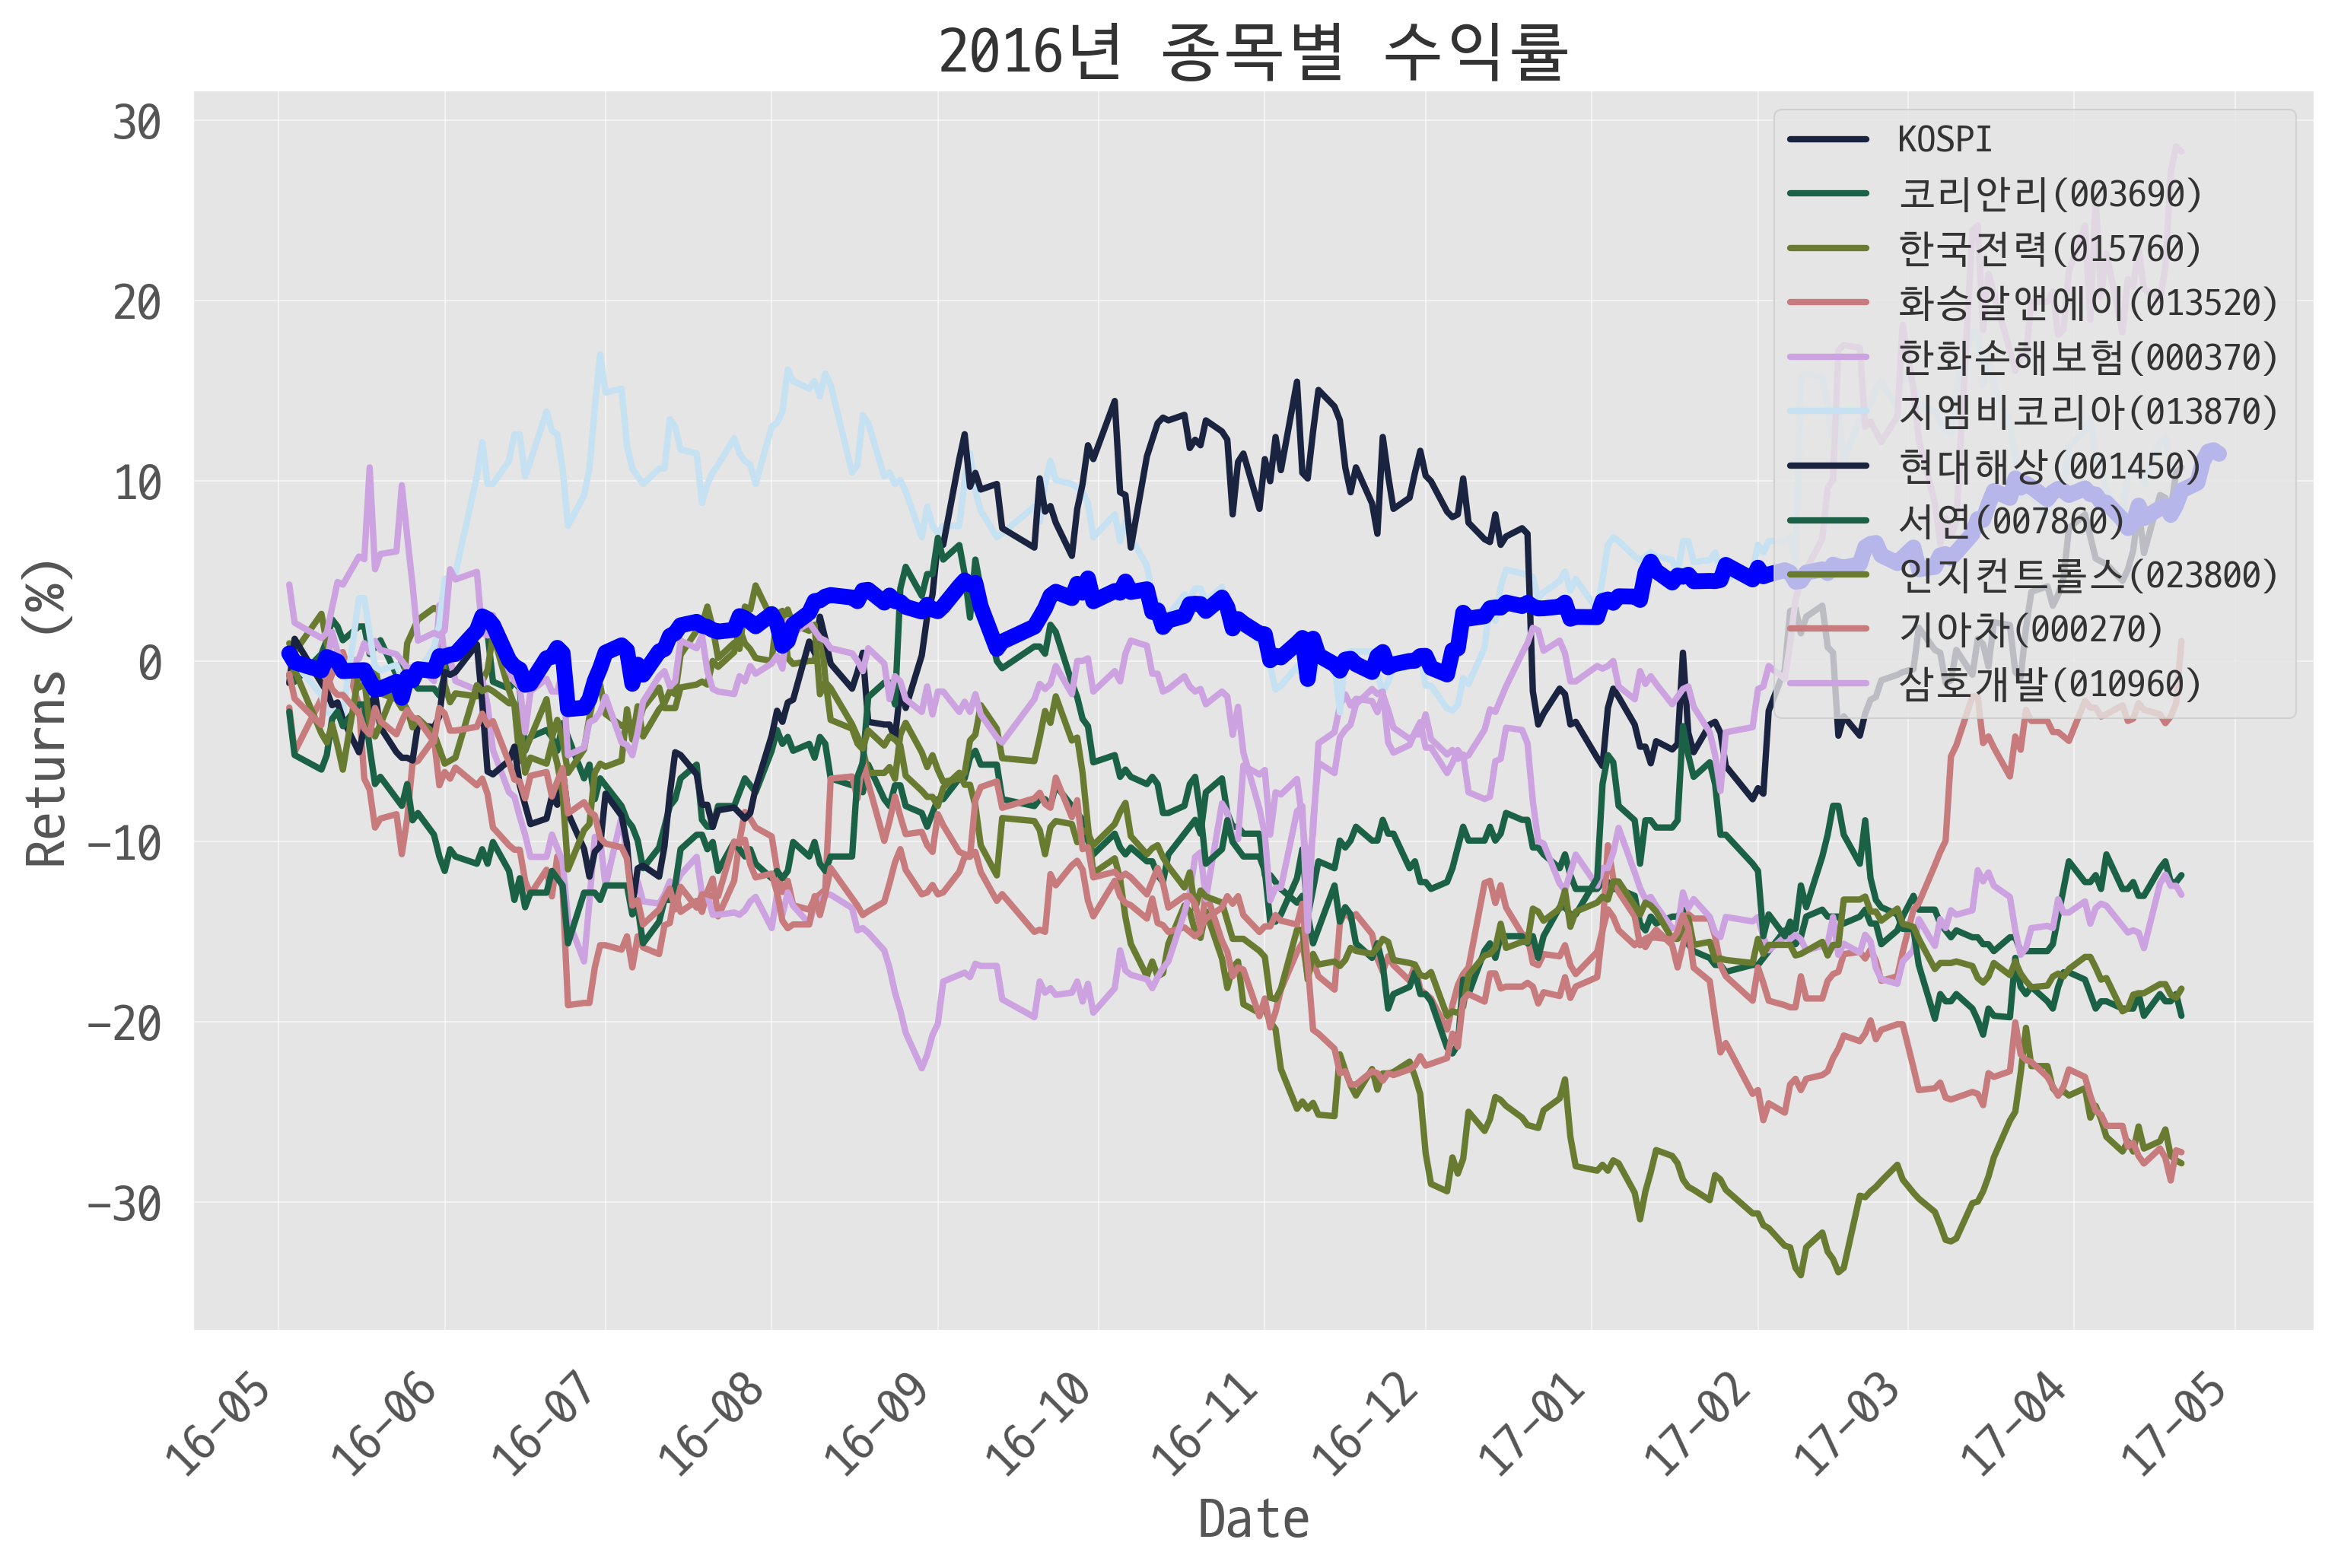 2016년 종목별 수익률
Returns (%)
30
20
10
0
−10
−20
−30
KOSPI
코리안리(003690)
한국전력(015760)
화승알앤에이(013520)
한화손해보험(000370)
지엠비코리아(013870)
현대해상(001450)
서연(007860)
인지컨트롤스(023800)
기아차(000270)
삼호개발(010960)
16-05
16-06
16-07
16-08
16-09
16-10
16-11
16-12
17-01
17-02
17-03
17-04
17-05
Date